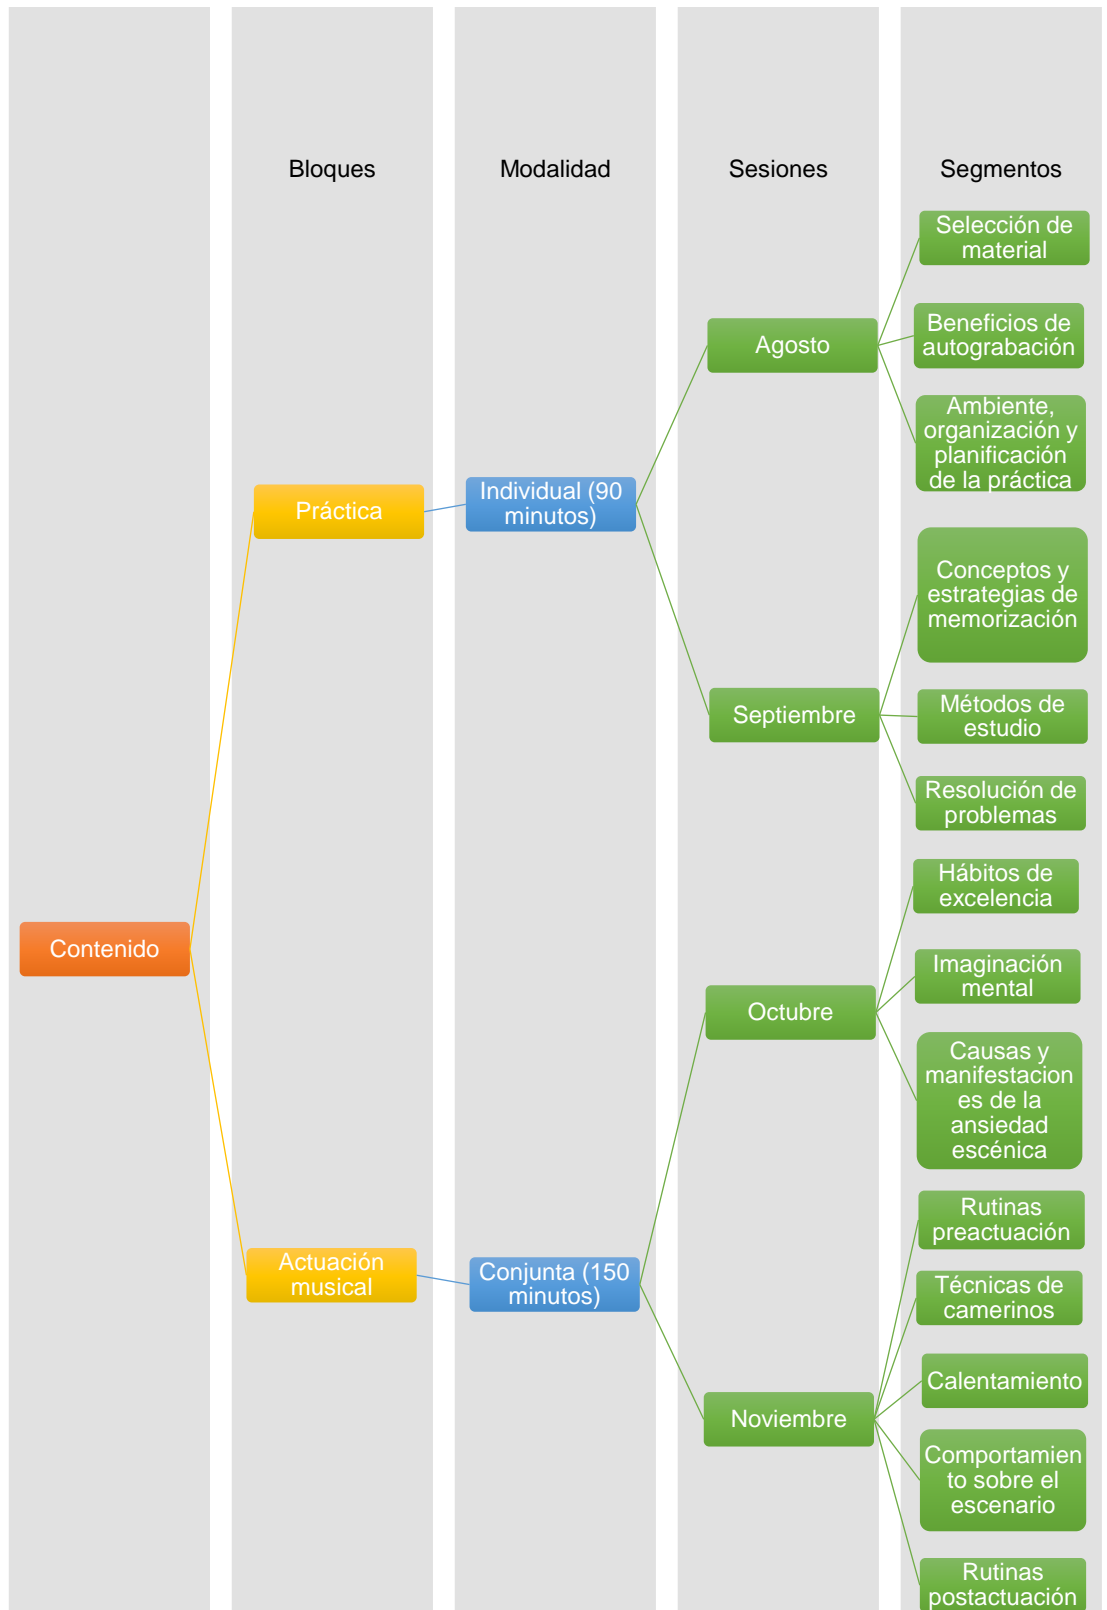 Bloques
Modalidad
Sesiones
Segmentos
Contenido
Práctica
Individual (90
minutos)
Agosto
Selección de
material
Beneficios de
autograbación
Ambiente,
organización y
planificación
de la práctica
Septiembre
Conceptos y
estrategias de
memorización
Métodos de
estudio
Resolución de
problemas
Actuación
musical
Conjunta (150
minutos)
Octubre
Hábitos de
excelencia
Imaginación
mental
Causas y
manifestacion
es de la
ansiedad
escénica
Noviembre
Rutinas
preactuación
Técnicas de
camerinos
Calentamiento
Comportamien
to sobre el
escenario
Rutinas
postactuación